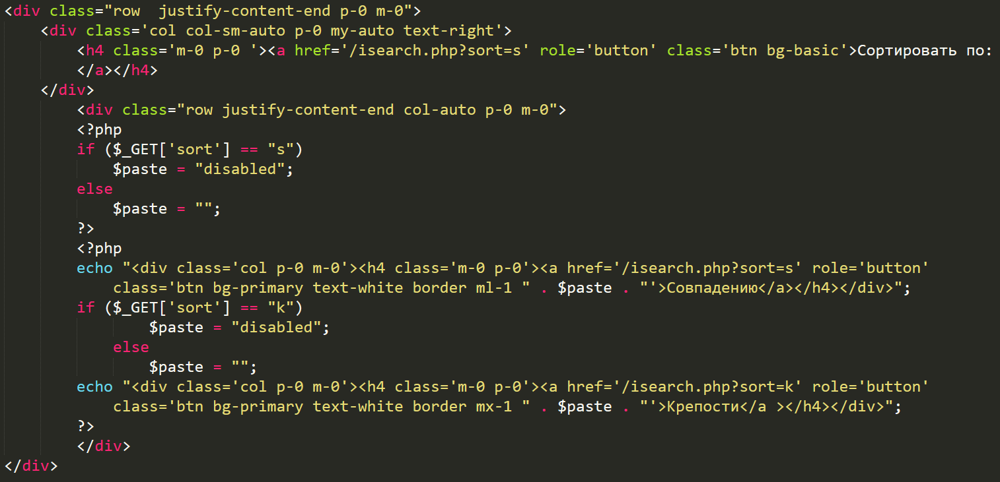 <div class="row  justify-content-end p-0 m-0">
    <div class='col col-sm-auto p-0 my-auto text-right'>
        <h4 class='m-0 p-0 '><a href='/isearch.php?sort=s' role='button' class='btn bg-basic'>Сортировать по:
        </a></h4>
    </div>
        <div class="row justify-content-end col-auto p-0 m-0">
        <?php
        if ($_GET['sort'] == "s")
            $paste = "disabled";
        else
            $paste = "";
        ?>
        <?php
        echo "<div class='col p-0 m-0'><h4 class='m-0 p-0'><a href='/isearch.php?sort=s' role='button'
            class='btn bg-primary text-white border ml-1 " . $paste . "'>Совпадению</a></h4></div>";
        if ($_GET['sort'] == "k")
                $paste = "disabled";
            else
                $paste = "";
        echo "<div class='col p-0 m-0'><h4 class='m-0 p-0'><a href='/isearch.php?sort=k' role='button'
            class='btn bg-primary text-white border mx-1 " . $paste . "'>Крепости</a ></h4></div>";
        ?>
        </div>
</div>